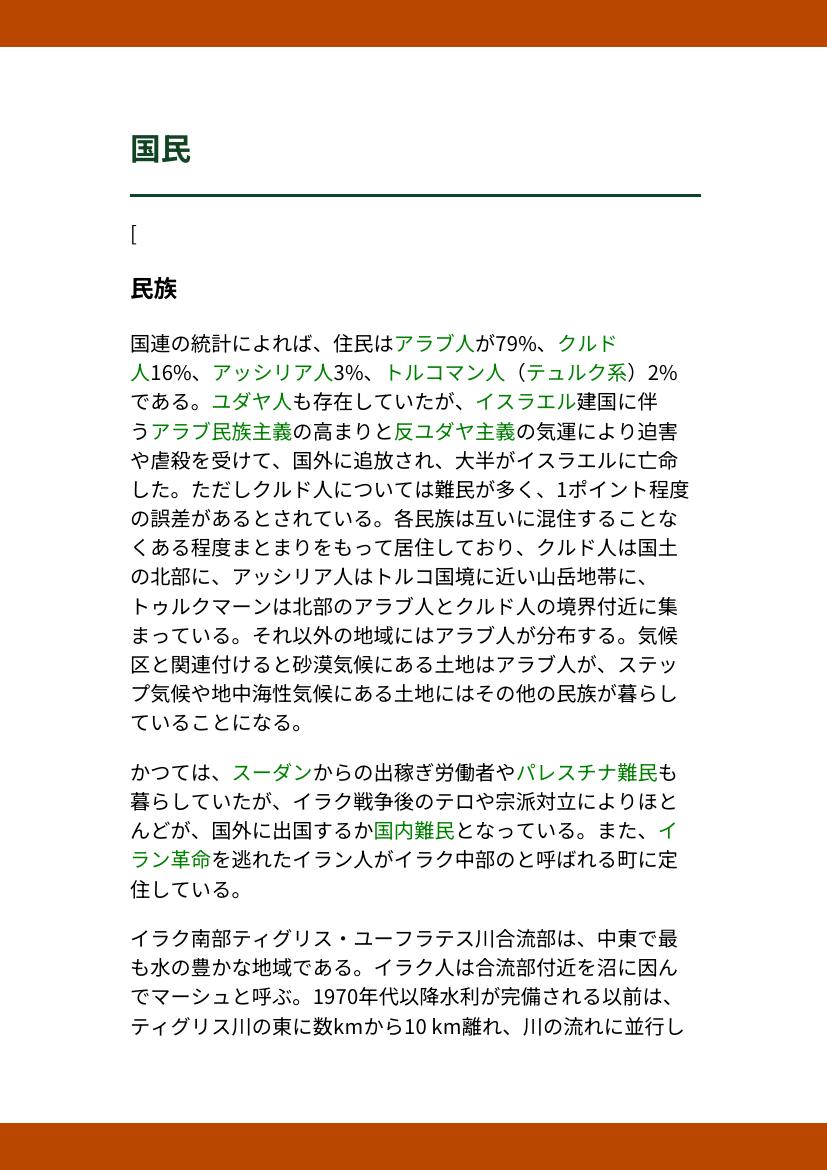 国民
[
民族
国連の統計によれば、住民はアラブ人が79%、クルド
人16%、アッシリア人3%、トルコマン人（テュルク系）2%
である。ユダヤ人も存在していたが、イスラエル建国に伴
うアラブ民族主義の高まりと反ユダヤ主義の気運により迫害
や虐殺を受けて、国外に追放され、大半がイスラエルに亡命
した。ただしクルド人については難民が多く、1ポイント程度
の誤差があるとされている。各民族は互いに混住することな
くある程度まとまりをもって居住しており、クルド人は国土
の北部に、アッシリア人はトルコ国境に近い山岳地帯に、
トゥルクマーンは北部のアラブ人とクルド人の境界付近に集
まっている。それ以外の地域にはアラブ人が分布する。気候
区と関連付けると砂漠気候にある土地はアラブ人が、ステッ
プ気候や地中海性気候にある土地にはその他の民族が暮らし
ていることになる。
かつては、スーダンからの出稼ぎ労働者やパレスチナ難民も
暮らしていたが、イラク戦争後のテロや宗派対立によりほと
んどが、国外に出国するか国内難民となっている。また、イ
ラン革命を逃れたイラン人がイラク中部のと呼ばれる町に定
住している。
イラク南部ティグリス・ユーフラテス川合流部は、中東で最
も水の豊かな地域である。イラク人は合流部付近を沼に因ん
でマーシュと呼ぶ。1970年代以降水利が完備される以前は、
ティグリス川の東に数kmから10 km離れ、川の流れに並行し